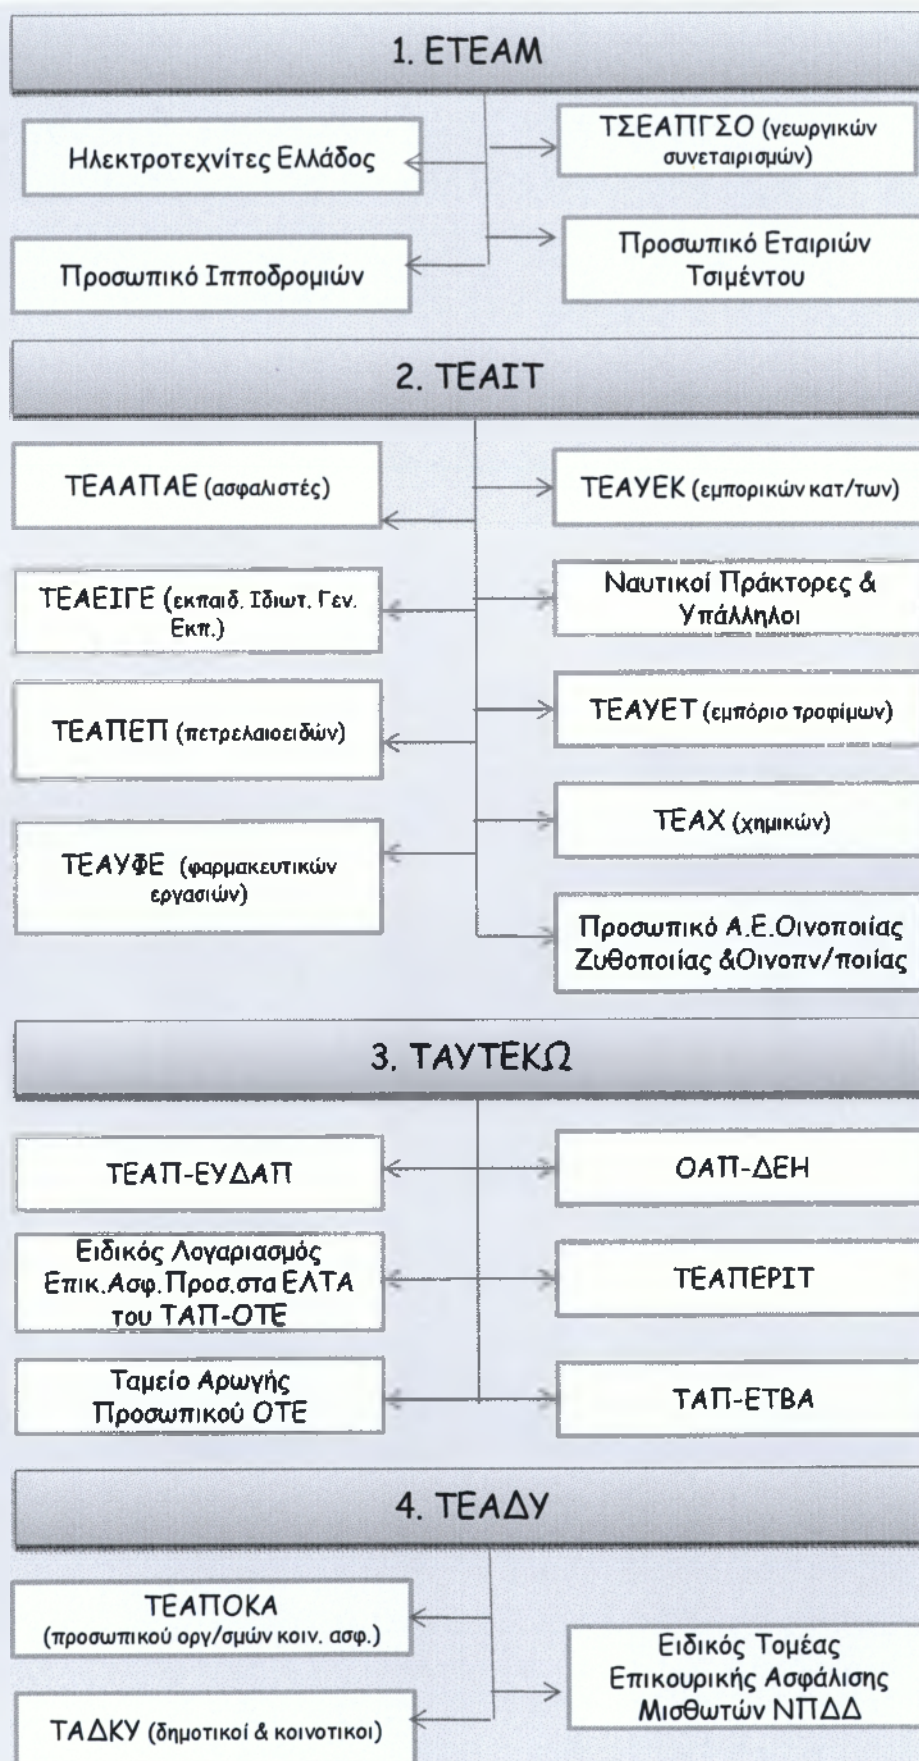 1. ΕΤΕΑΜ
Ηλεκτροτεχνίτες Ελλάδος
ΤΣΕΑΠΓΣΟ (γεωργικών
συνεταιρισμών)
Προσωπικό Ιπποδρομιών
Προσωπικό Εταιριών
Τσιμέντου
2. ΤΕΑΙΤ
ΤΕΑΑΠΑΕ (ασφαλιστές)
ΤΕΑΥΕΚ (εμπορικών κατ/των)
ΤΕΑΕΙΓΕ (εκπαιδ. Ιδιωτ. Γεν.
Εκπ.)
Ναυτικοί Πράκτορες &
Υπάλληλοι
ΤΕΑΠΕΠ (πετρελαιοειδών)
ΤΕΑΥΕΤ (εμπόριο τροφίμων)
ΤΕΑΥΦΕ (φαρμακευτικών
εργασιών)
ΤΕΑΧ (χημικών)
Προσωπικό Α.Ε.Οινοποιίας
Ζυθοποιίας &Οινοπν/ποιίας
3. ΤΑΥΤΕΚΩ
ΤΕΑΠ-ΕΥΔΑΠ
ΟΑΠ-ΔΕΗ
Ειδικός Λογαριασμός
Επικ.Ασφ.Προσ.στα ΕΛΤΑ
του ΤΑΠ-ΟΤΕ
ΤΕΑΠΕΡΙΤ
Ταμείο Αρωγής
Προσωπικού ΟΤΕ
ΤΑΠ-ΕΤΒΑ
4. ΤΕΑΔΥ
ΤΕΑΠΟΚΑ
(προσωπικού οργ/σμών κοιν. ασφ.)
Ειδικός Τομέας
Επικουρικής Ασφάλισης
Μισθωτών ΝΠΔΔ
ΤΑΔΚΥ (δημοτικοί & κοινοτικοι)